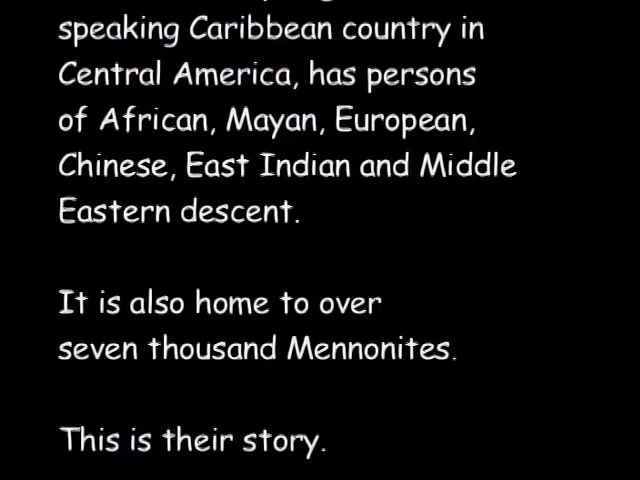 speaking Caribbean country in
Central America, has persons
of African, Mayan, European,
Chinese, East Indian and Middle
Eastern descent.
It is also home to over
seven thousand Mennonites.
This is their story.